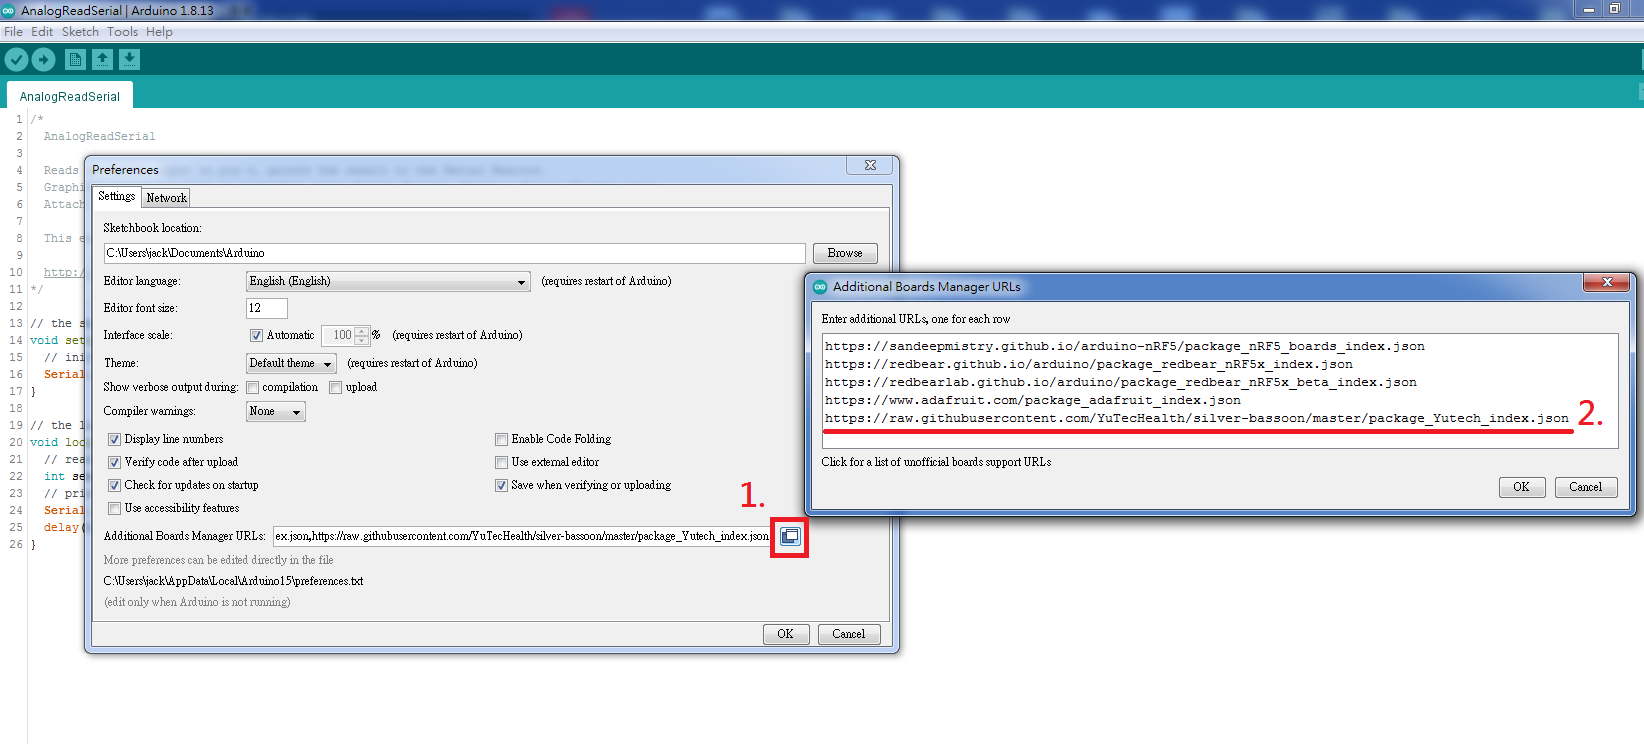 AnalogReadSerial | Arduino 1.8.13
File Edit Sketch Tools Help
AnalogReadSerial
1 /*
2 AnalogReadSerial
3
4 Reads
5 Graphi
6 Attach
7
8 This e
9
10 http:/
11 */
12
13 // the s
14 void set
15 // ini
16 Serial
17 }
18
19 // the l
20 void loo
21 // rea
22 int se
23 // pri
24 Serial
25 delay(
26 }
Preferences
Settings Network
Sketchbook location:
C:\Users\jack\Documents\Arduino Browse
Editor language: English (English) (requires restart of Arduino)
Editor font size: 12
Interface scale: Automatic 100 % (requires restart of Arduino)
Theme: Default theme (requires restart of Arduino)
Show verbose output during: compilation upload
Compiler warnings: None
Display line numbers Enable Code Folding
Verify code after upload Use external editor
Check for updates on startup Save when verifying or uploading
Use accessibility features
1.
Additional Boards Manager URLs: ex.json,https://raw.githubusercontent.com/YuTecHealth/silver-bassoon/master/package_Yutech_index.json
More preferences can be edited directly in the file
C:\Users\jack\AppData\Local\Arduino15\preferences.txt
(edit only when Arduino is not running)
OK Cancel
Additional Boards Manager URLs
Enter additional URLs, one for each row
https://sandeepmistry.github.io/arduino-nRF5/package_nRF5_boards_index.json
https://redbear.github.io/arduino/package_redbear_nRF5x_index.json
https://redbearlab.github.io/arduino/package_redbear_nRF5x_beta_index.json
https://www.adafruit.com/package_adafruit_index.json
https://raw.githubusercontent.com/YuTecHealth/silver-bassoon/master/package_Yutech_index.json
2.
Click for a list of unofficial boards support URLs
OK Cancel